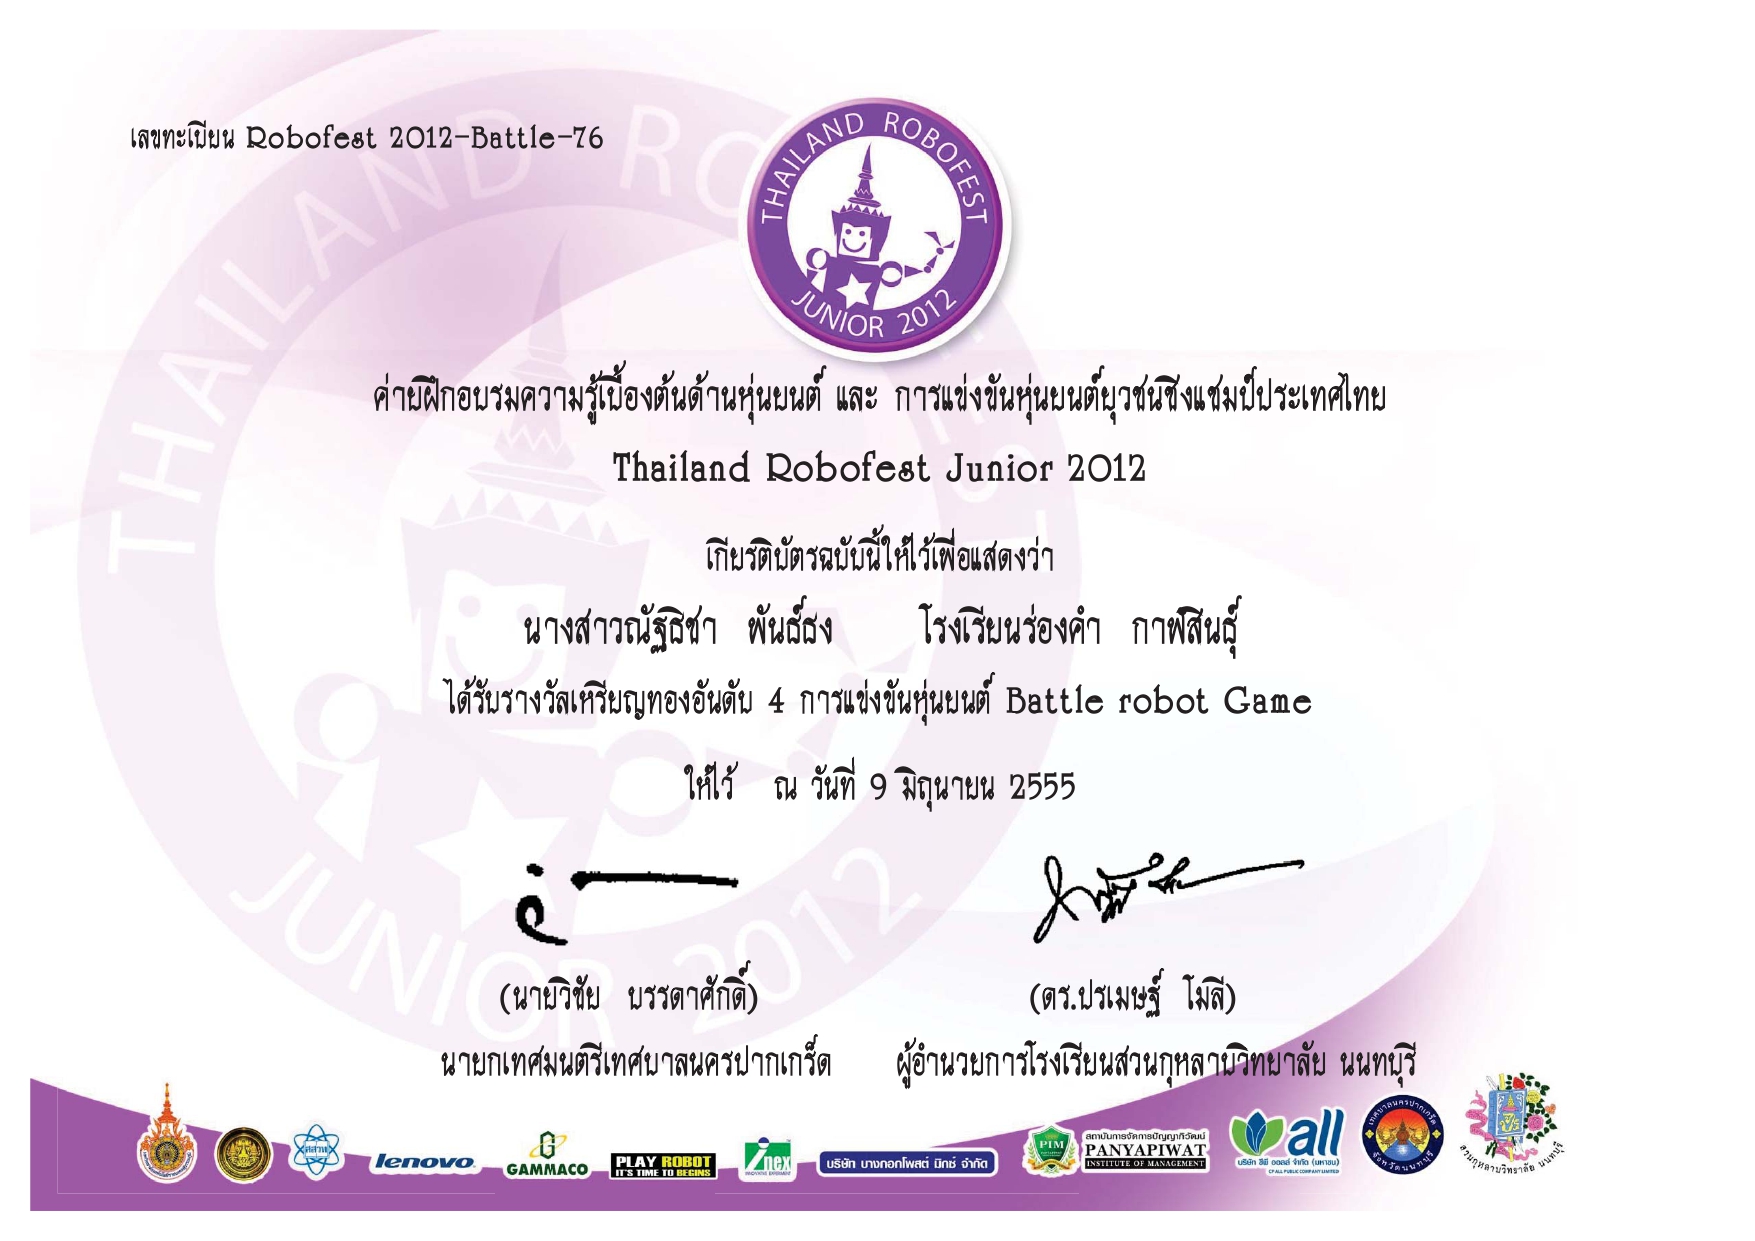 เลขทะเบียน Robofest 2012-Battle-76
THAILAND ROBOFEST
JUNIOR 2012
ค่ายฝึกอบรมความรู้เบื้องต้นด้านหุ่นยนต์ และ การแข่งขันหุ่นยนต์ยุวชนชิงแชมป์ประเทศไทย
Thailand Robofest Junior 2012
เกียรติบัตรฉบับนี้ให้ไว้เพื่อแสดงว่า
นางสาวณัฐธิชา พันธ์ธง โรงเรียนร่องคำ กาฬสินธุ์
ได้รับรางวัลเหรียญทองอันดับ 4 การแข่งขันหุ่นยนต์ Battle robot Game
ให้ไว้ ณ วันที่ 9 มิถุนายน 2555
(นายวิชัย บรรดาศักดิ์) (ดร.ปรเมษฐ์ โมลี)
นายกเทศมนตรีเทศบาลนครปากเกร็ด ผู้อำนวยการโรงเรียนสวนกุหลาบวิทยาลัย นนทบุรี
สสวท
lenovo
GAMMACO
PLAY ROBOT
IT'S TIME TO BEGINS
inex
บริษัท บางกอกโพสต์ มิกซ์ จำกัด
PIM
สถาบันการจัดการปัญญาภิวัฒน์
PANYAPIWAT
INSTITUTE OF MANAGEMENT
all
บริษัท ซีพี ออลล์ จำกัด (มหาชน)
CP ALL PUBLIC COMPANY LIMITED
เทศบาลนครปากเกร็ด
จังหวัดนนทบุรี
สวนกุหลาบวิทยาลัย นนทบุรี